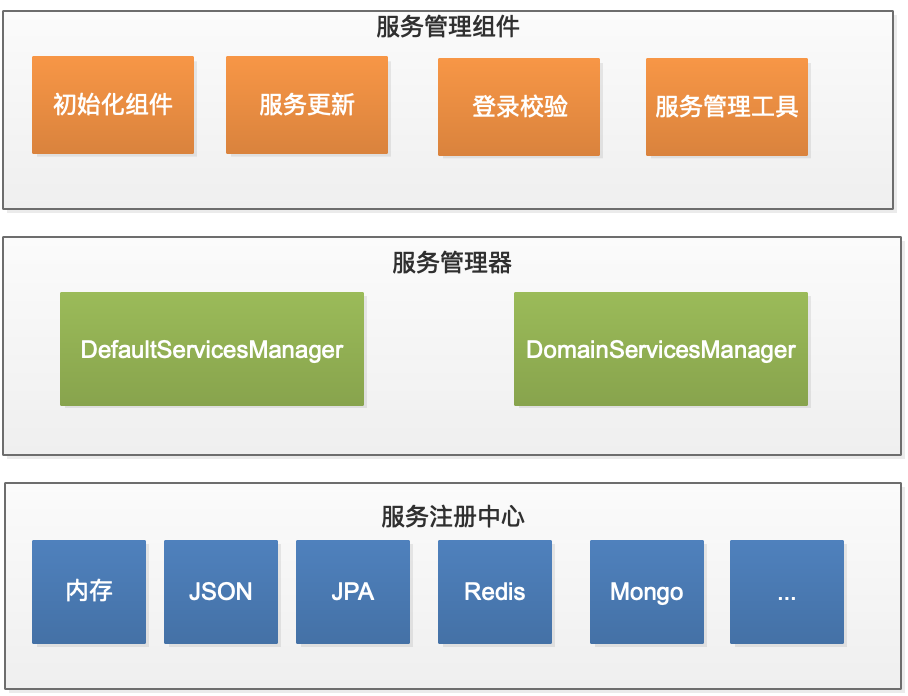 服务管理组件
初始化组件
服务更新
登录校验
服务管理工具
服务管理器
DefaultServicesManager
DomainServicesManager
服务注册中心
内存
JSON
JPA
Redis
Mongo
...